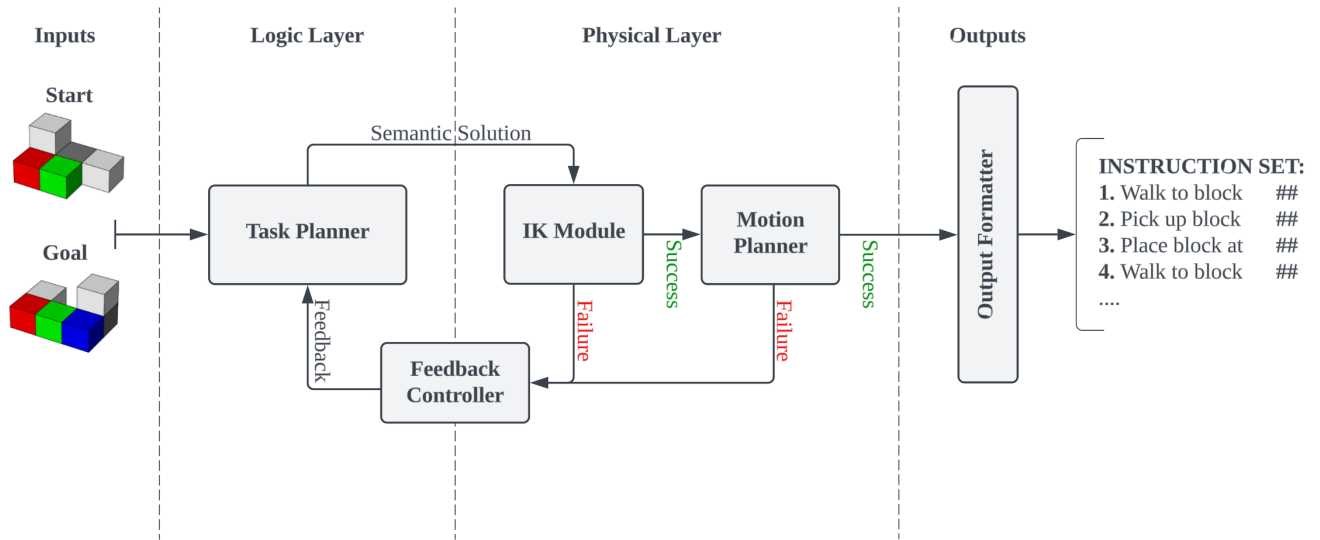 Inputs
Logic Layer
Physical Layer
Outputs
Start
Goal
Semantic Solution
Task Planner
IK Module
Success
Motion
Planner
Success
Failure
Failure
Feedback
Feedback
Controller
Output Formatter
INSTRUCTION SET:
1. Walk to block ##
2. Pick up block ##
3. Place block at ##
4. Walk to block ##
....